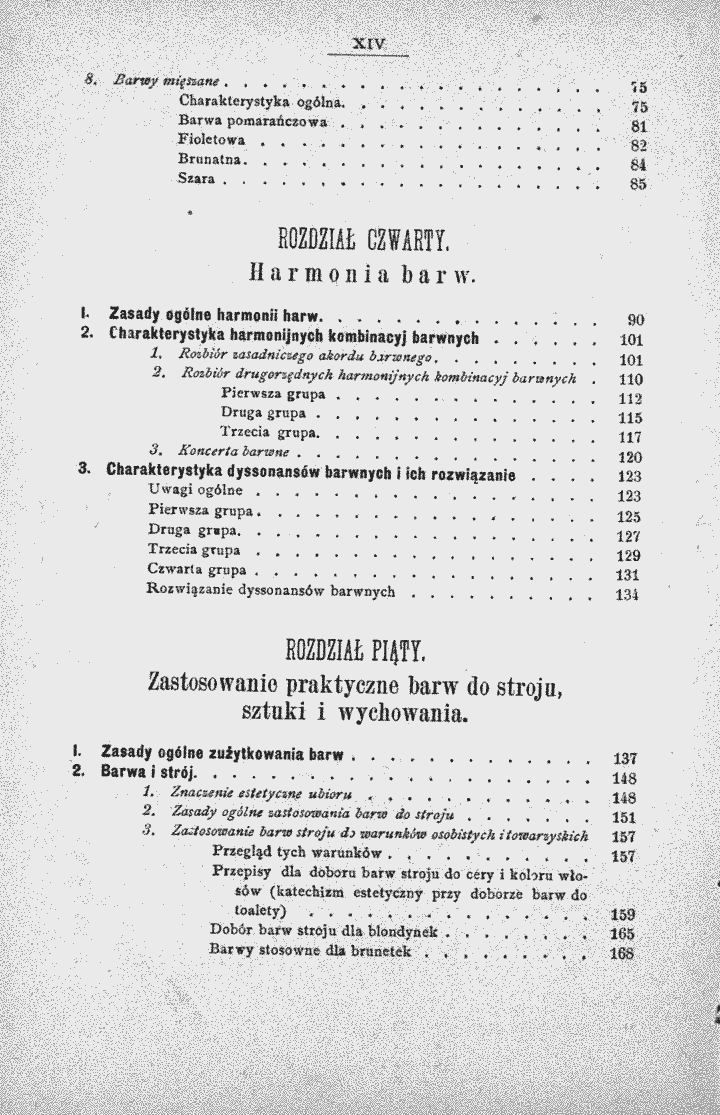 XIV
8. Barwy mięszane . . . . . . . . . . . . . . . . . . . . 75
Charakterystyka ogólna. . . . . . . . . . . . . . 75
Barwa pomarańczowa . . . . . . . . . . . . . . 81
Fioletowa . . . . . . . . . . . . . . . . . . 82
Brunatna. . . . . . . . . . . . . . . . . . . 84
Szara . . . . . . . . . . . . . . . . . . . . 85
ROZDZIAŁ CZWARTY.
Harmonia barw.
I. Zasady ogólne harmonii harw. . . . . . . . . . . . . . . 90
2. Charakterystyka harmonijnych kombinacyj barwnych . . . . . . 101
1. Rozbiór zasadniczego akordu barwnego. . . . . . . . . 101
2. Rozbiór drugorzędnych harmonijnych kombinacyj barwnych . 110
Pierwsza grupa . . . . . . . . . . . . . . 112
Druga grupa . . . . . . . . . . . . . . . 115
Trzecia grupa. . . . . . . . . . . . . . . 117
3. Koncerta barwne . . . . . . . . . . . . . . . . 120
3. Charakterystyka dyssonansów barwnych i ich rozwiązanie . . . . 123
Uwagi ogólne . . . . . . . . . . . . . . . . . . 123
Pierwsza grupa . . . . . . . . . . . . . . . . . . 125
Druga grupa. . . . . . . . . . . . . . . . . . . 127
Trzecia grupa . . . . . . . . . . . . . . . . . . 129
Czwarta grupa . . . . . . . . . . . . . . . . . . 131
Rozwiązanie dyssonansów barwnych . . . . . . . . . . 134
ROZDZIAŁ PIĄTY.
Zastosowanie praktyczne barw do stroju,
sztuki i wychowania.
I. Zasady ogólne zużytkowania barw . . . . . . . . . . . . . 137
2. Barwa i strój. . . . . . . . . . . . . . . . . . . . . 148
1. Znaczenie estetyczne ubioru . . . . . . . . . . . . 148
2. Zasady ogólne zastosowania barw do stroju . . . . . . . 151
3. Zastosowanie barw stroju do warunków osobistych i towarzyskich 157
Przegląd tych warunków . . . . . . . . . . . 157
Przepisy dla doboru barw stroju do cery i koloru wło-
sów (katechizm estetyczny przy doborze barw do
toalety) . . . . . . . . . . . . . . . 159
Dobór barw stroju dla blondynek . . . . . . . . 165
Barwy stosowne dla brunetek . . . . . . . . . 168